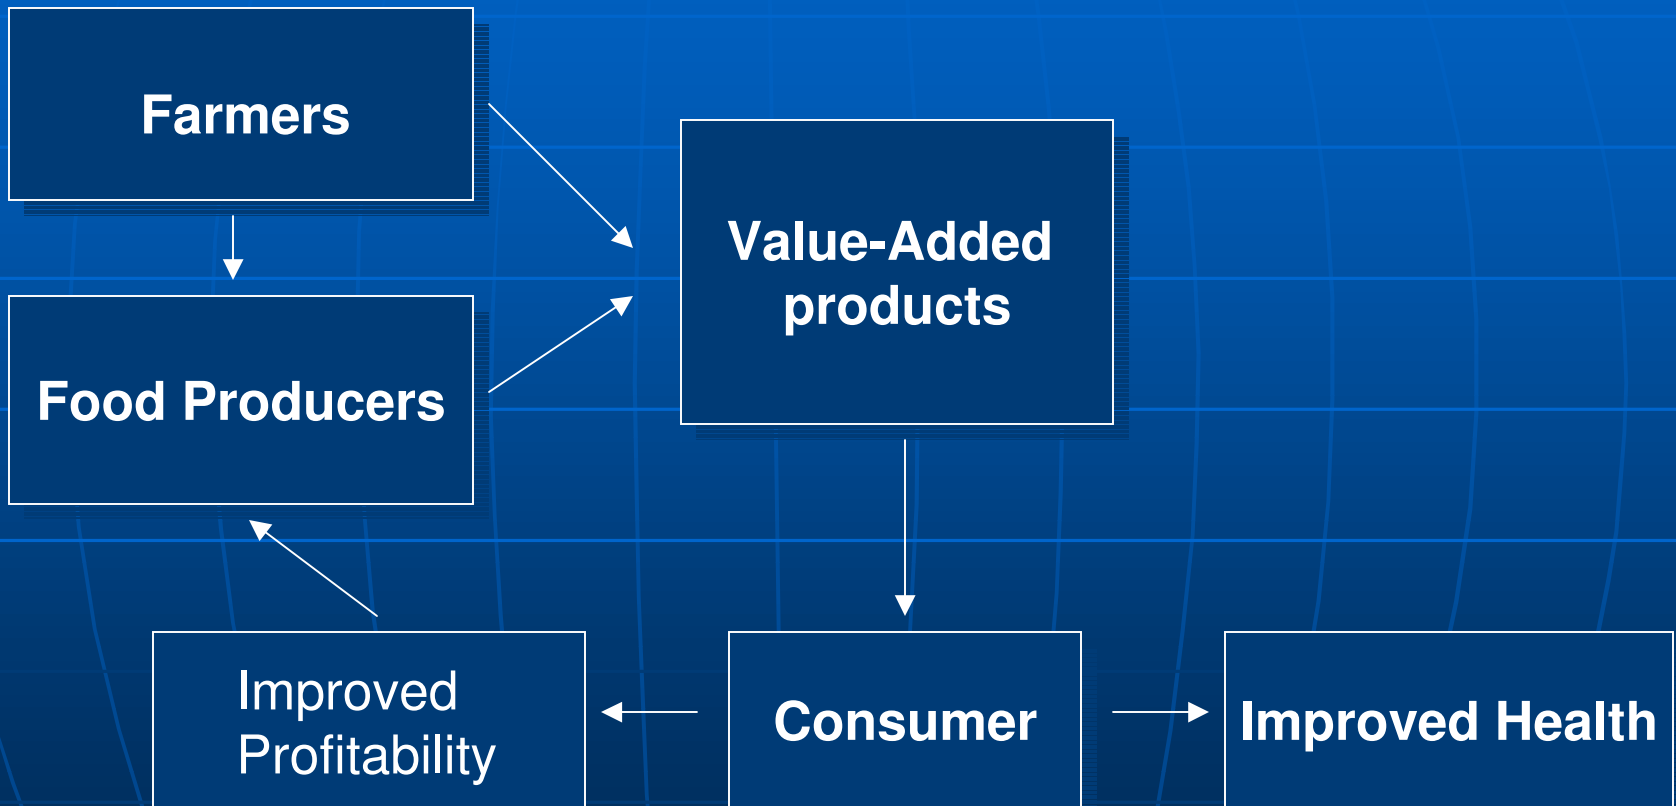 Farmers
Value-Added
products
Food Producers
Improved
Profitability
Consumer
Improved Health